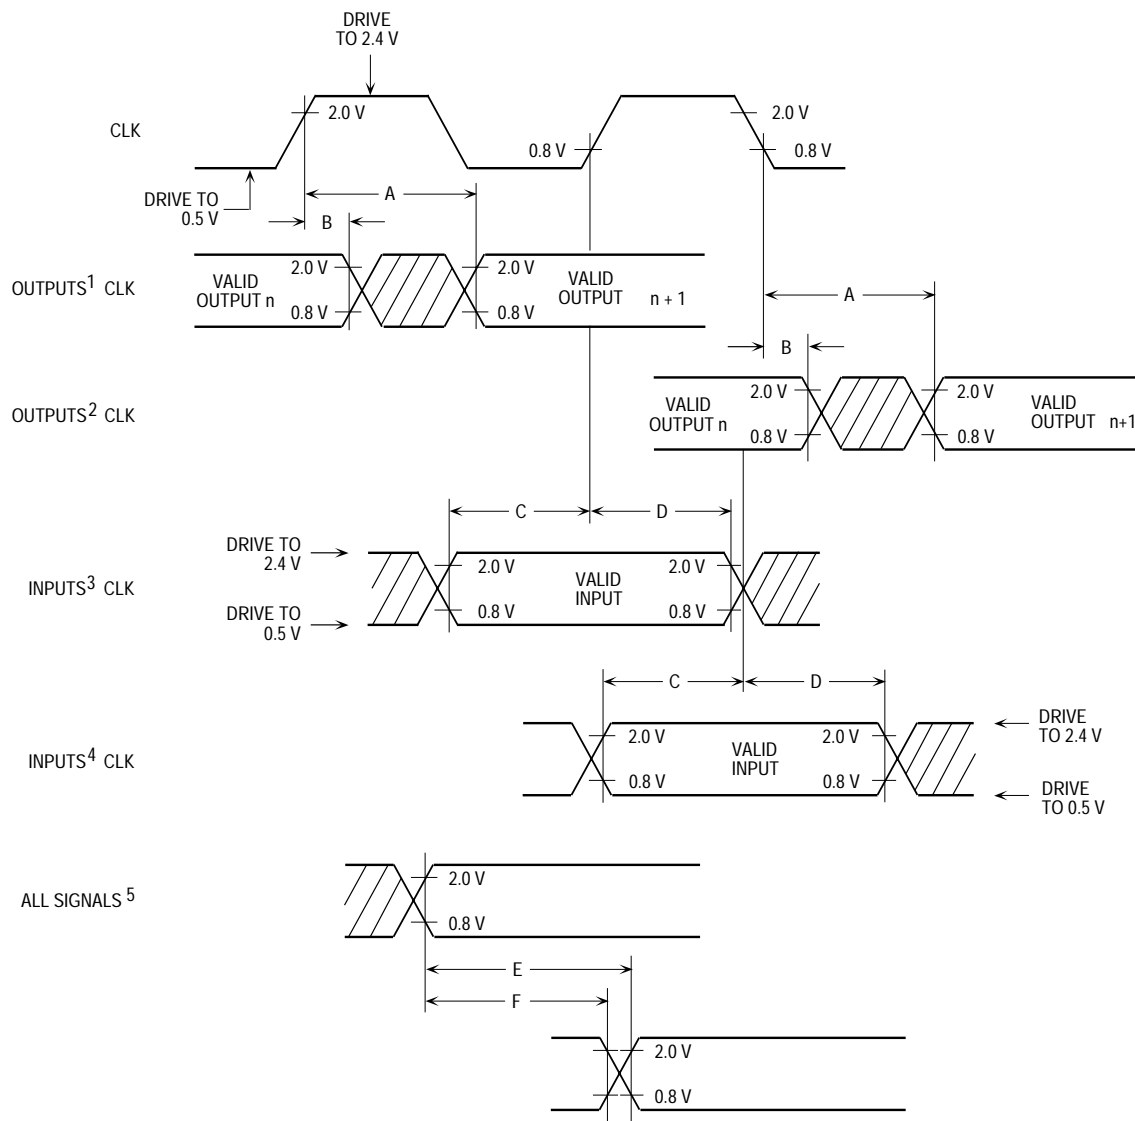 DRIVE
TO 2.4 V
CLK
2.0 V
0.8 V
2.0 V
0.8 V
DRIVE TO
0.5 V
A
B
OUTPUTS1 CLK
VALID
OUTPUT n
2.0 V
0.8 V
2.0 V
0.8 V
VALID
OUTPUT n + 1
A
B
OUTPUTS2 CLK
VALID
OUTPUT n
2.0 V
0.8 V
2.0 V
0.8 V
VALID
OUTPUT n+1
C
D
DRIVE TO
2.4 V
INPUTS3 CLK
DRIVE TO
0.5 V
2.0 V
0.8 V
VALID
INPUT
2.0 V
0.8 V
C
D
INPUTS4 CLK
2.0 V
0.8 V
VALID
INPUT
2.0 V
0.8 V
DRIVE
TO 2.4 V
DRIVE
TO 0.5 V
ALL SIGNALS 5
2.0 V
0.8 V
E
F
2.0 V
0.8 V